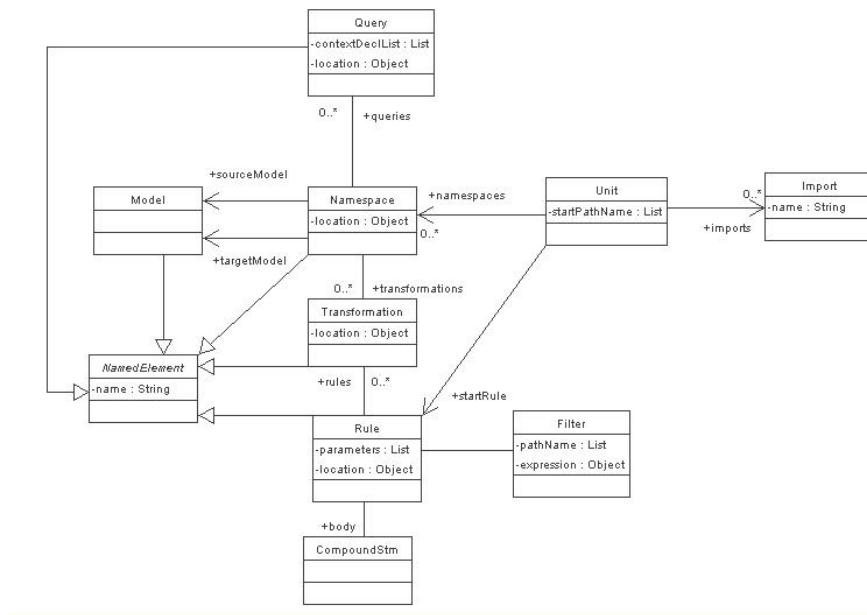 Query
-contextDeclList : List
-location : Object
0..*
+queries
+sourceModel
Model
Namespace
-location : Object
+namespaces
0..*
Unit
-startPathName : List
0..*
+imports
Import
-name : String
+targetModel
0..*
+transformations
Transformation
-location : Object
NamedElement
-name : String
+rules
0..*
+startRule
Rule
-parameters : List
-location : Object
Filter
-pathName : List
-expression : Object
+body
CompoundStm